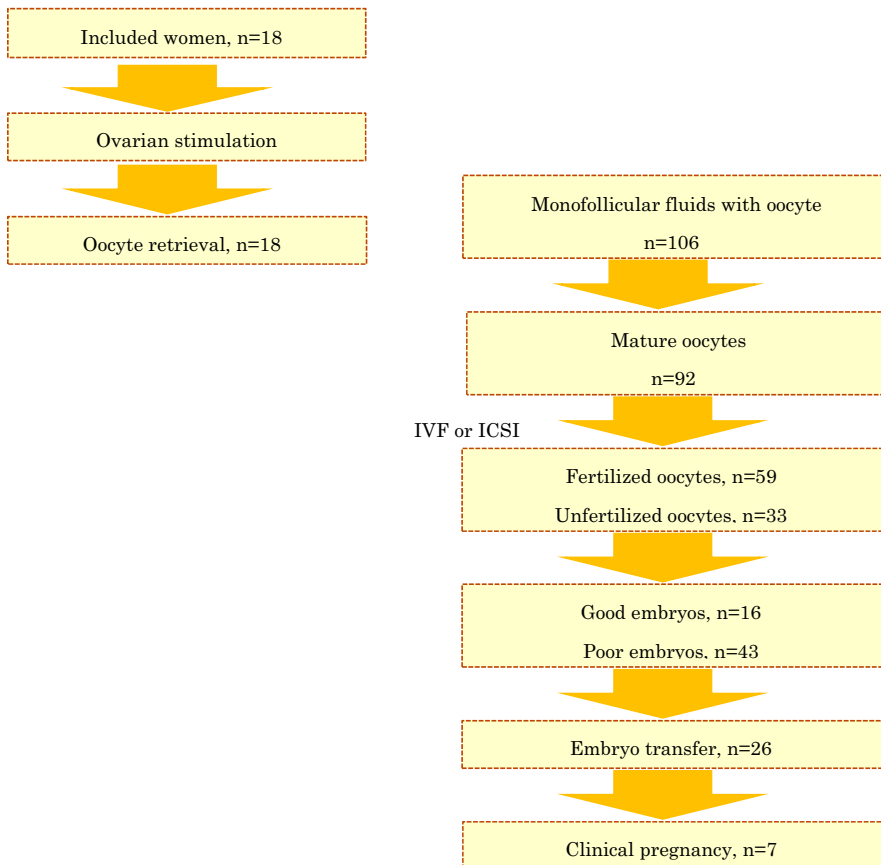 Included women, n=18
Ovarian stimulation
Oocyte retrieval, n=18
Monofollicular fluids with oocyte
n=106
Mature oocytes
n=92
IVF or ICSI
Fertilized oocytes, n=59
Unfertilized oocytes, n=33
Good embryos, n=16
Poor embryos, n=43
Embryo transfer, n=26
Clinical pregnancy, n=7